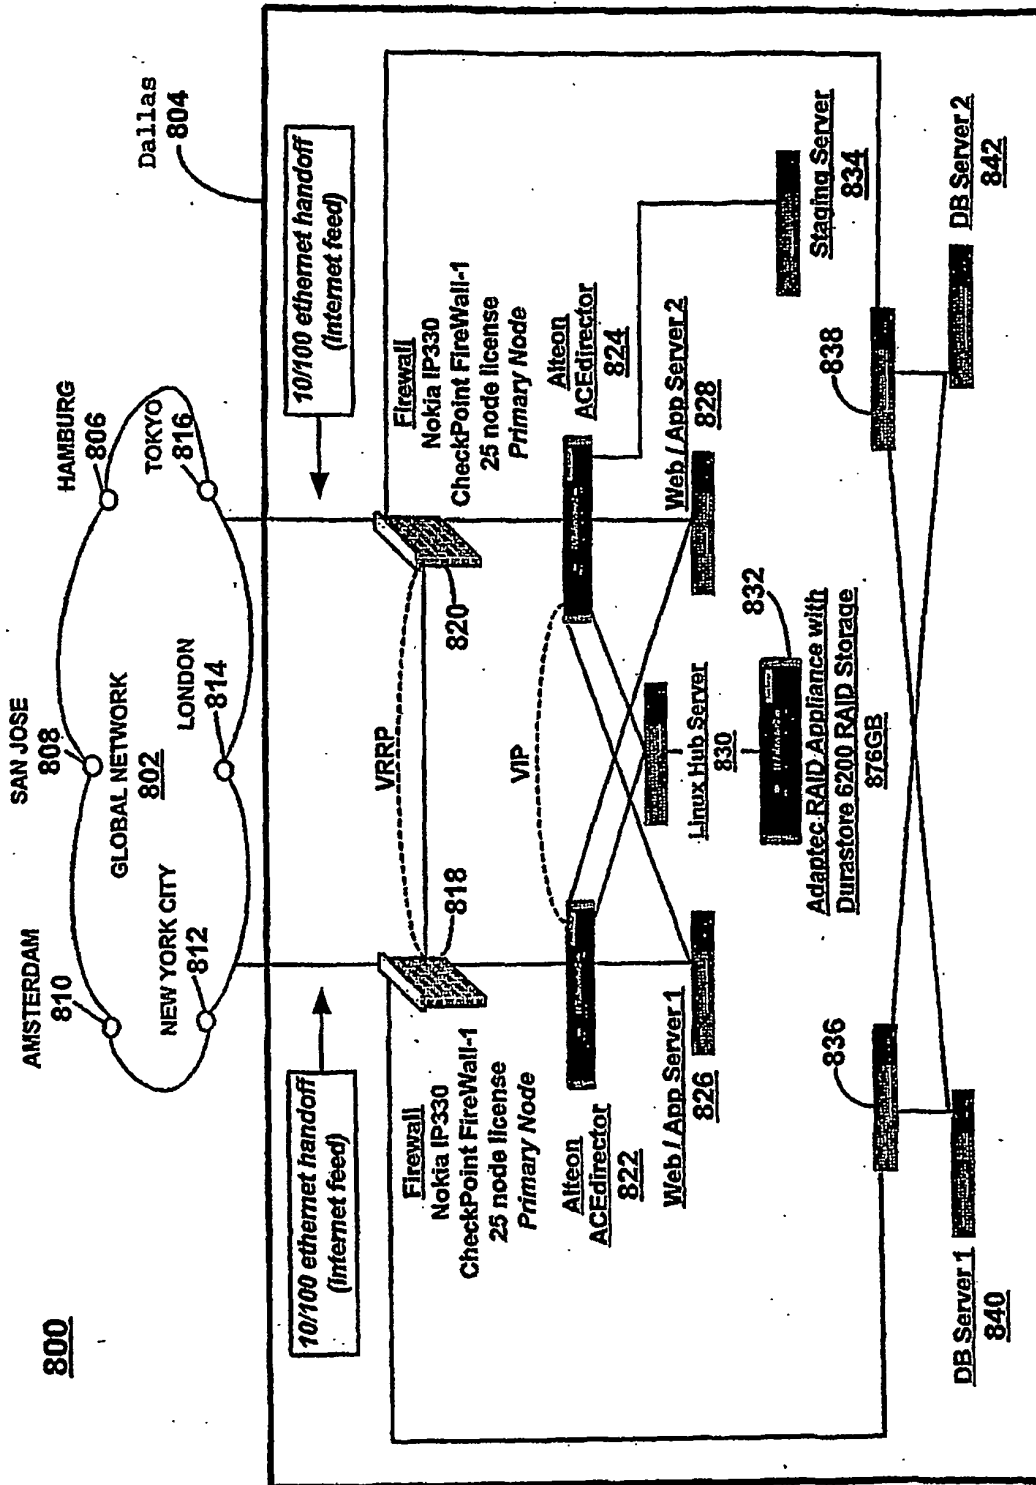 800
AMSTERDAM
810
SAN JOSE
808
HAMBURG
806
GLOBAL NETWORK
802
NEW YORK CITY
812
LONDON
814
TOKYO
816
Dallas
804
10/100 ethernet handoff
(internet feed)
10/100 ethernet handoff
(internet feed)
Firewall
Nokia IP330
CheckPoint FireWall-1
25 node license
Primary Node
818
VRRP
820
Firewall
Nokia IP330
CheckPoint FireWall-1
25 node license
Primary Node
Alteon
ACEdirector
822
VIP
Alteon
ACEdirector
824
Web / App Server 1
826
Web / App Server 2
828
Linux Hub Server
830
832
Adaptec RAID Appliance with
Durastore 6200 RAID Storage
876GB
Staging Server
834
836
838
DB Server 1
840
DB Server 2
842